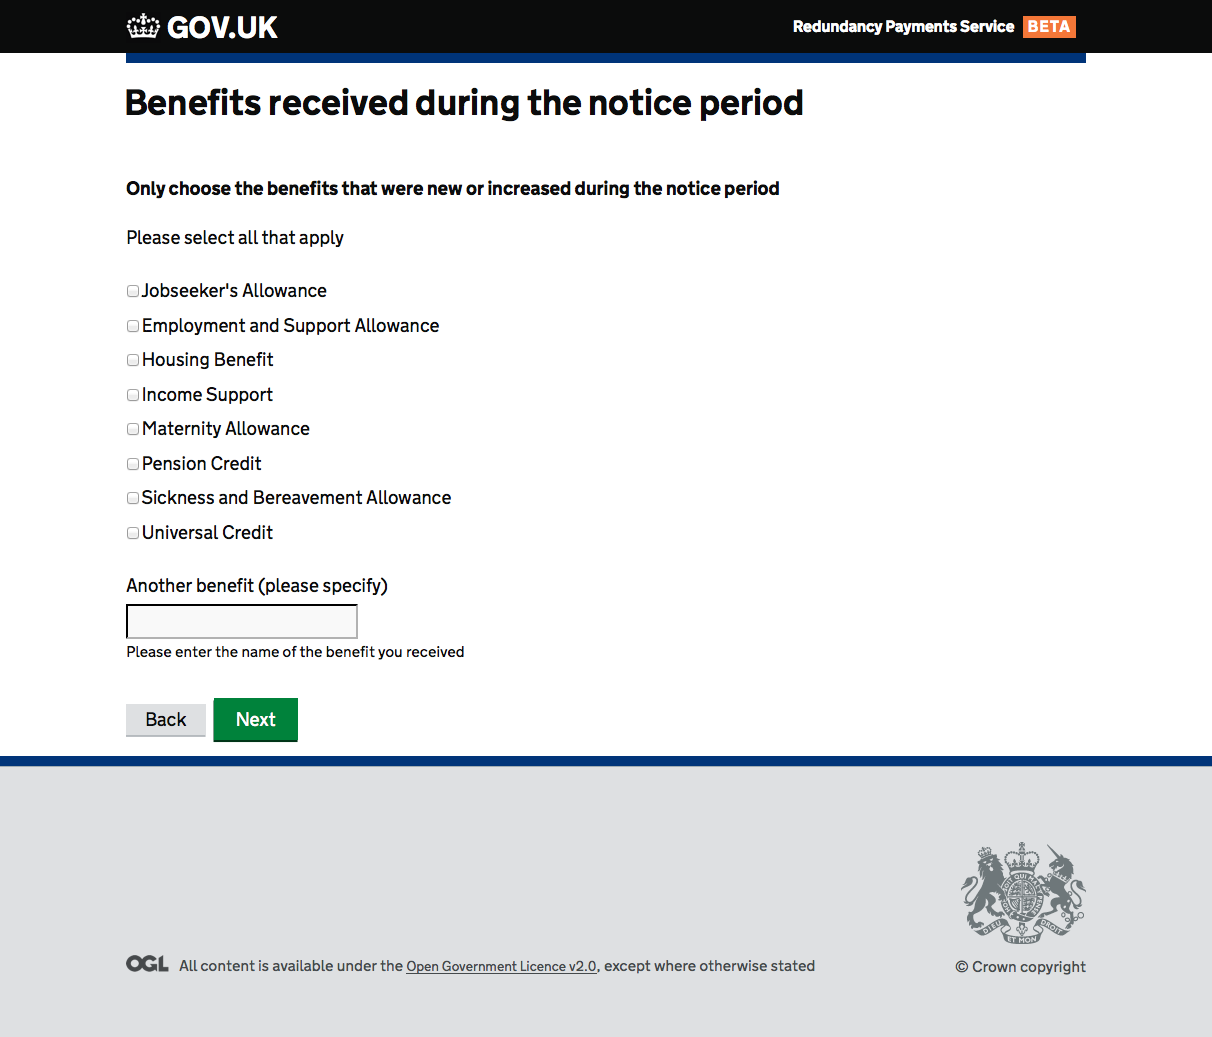 GOV.UK
Redundancy Payments Service BETA
Benefits received during the notice period
Only choose the benefits that were new or increased during the notice period
Please select all that apply
Jobseeker's Allowance
Employment and Support Allowance
Housing Benefit
Income Support
Maternity Allowance
Pension Credit
Sickness and Bereavement Allowance
Universal Credit
Another benefit (please specify)
Please enter the name of the benefit you received
Back Next
DIEU ET MON DROIT
OGL All content is available under the Open Government Licence v2.0, except where otherwise stated
© Crown copyright